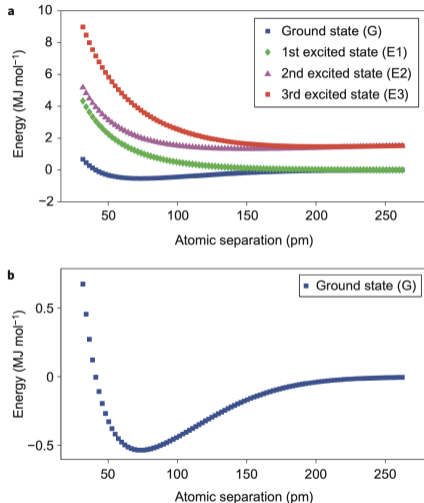 a
10
8
6
4
2
0
−2
Energy (MJ mol⁻¹)
Ground state (G)
1st excited state (E1)
2nd excited state (E2)
3rd excited state (E3)
50
100
150
200
250
Atomic separation (pm)
b
0.5
0
−0.5
Energy (MJ mol⁻¹)
Ground state (G)
50
100
150
200
250
Atomic separation (pm)